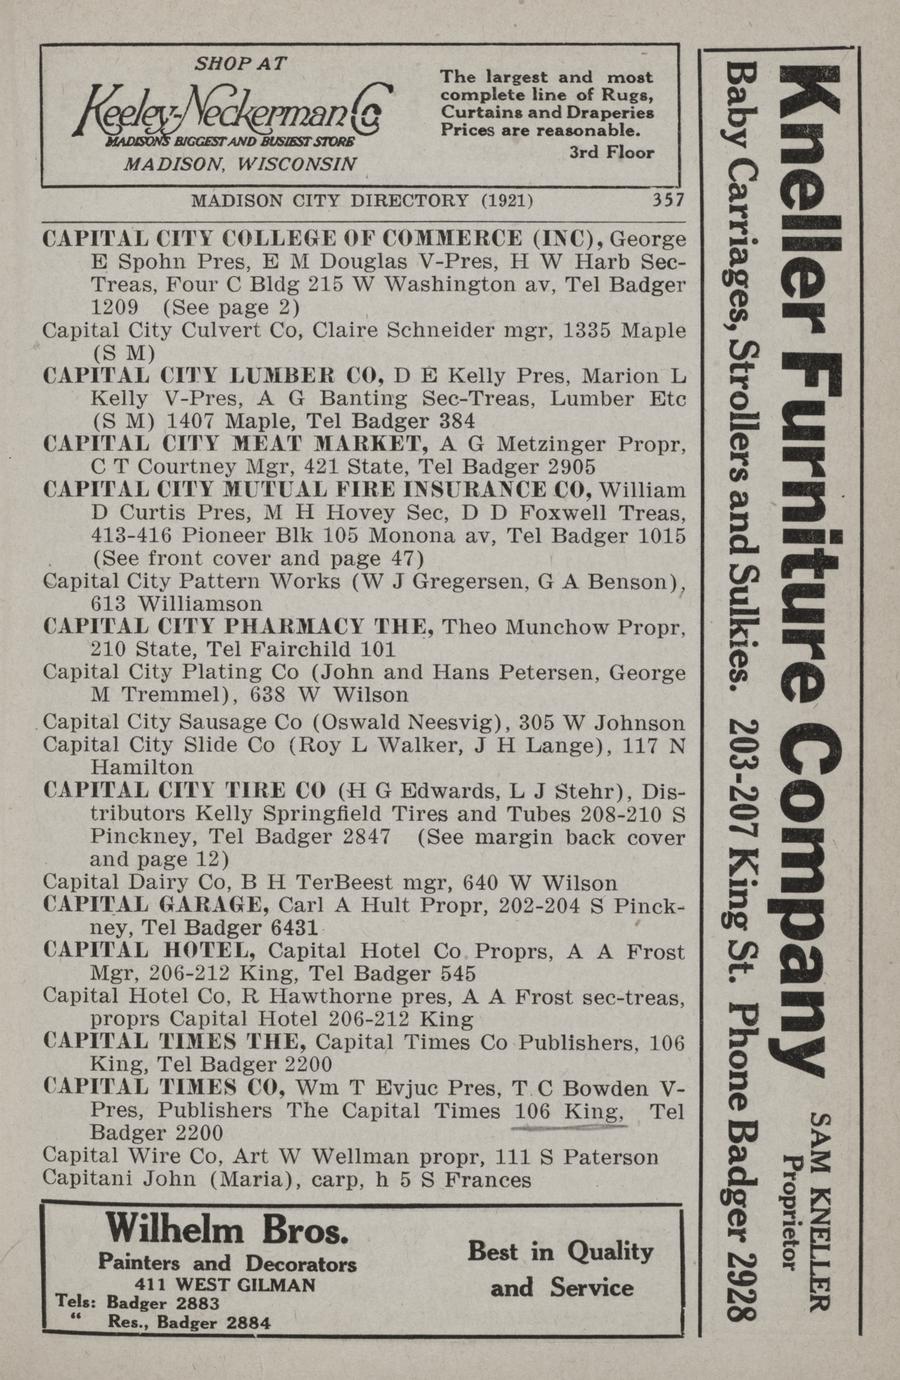 SHOP AT
Keeley-Neckerman Co
MADISON'S BIGGEST AND BUSIEST STORE
MADISON, WISCONSIN
The largest and most
complete line of Rugs,
Curtains and Draperies
Prices are reasonable.
3rd Floor
MADISON CITY DIRECTORY (1921) 357
CAPITAL CITY COLLEGE OF COMMERCE (INC), George
E Spohn Pres, E M Douglas V-Pres, H W Harb Sec-
Treas, Four C Bldg 215 W Washington av, Tel Badger
1209 (See page 2)
Capital City Culvert Co, Claire Schneider mgr, 1335 Maple
(S M)
CAPITAL CITY LUMBER CO, D E Kelly Pres, Marion L
Kelly V-Pres, A G Banting Sec-Treas, Lumber Etc
(S M) 1407 Maple, Tel Badger 384
CAPITAL CITY MEAT MARKET, A G Metzinger Propr,
C T Courtney Mgr, 421 State, Tel Badger 2905
CAPITAL CITY MUTUAL FIRE INSURANCE CO, William
D Curtis Pres, M H Hovey Sec, D D Foxwell Treas,
413-416 Pioneer Blk 105 Monona av, Tel Badger 1015
(See front cover and page 47)
Capital City Pattern Works (W J Gregersen, G A Benson),
613 Williamson
CAPITAL CITY PHARMACY THE, Theo Munchow Propr,
210 State, Tel Fairchild 101
Capital City Plating Co (John and Hans Petersen, George
M Tremmel), 638 W Wilson
Capital City Sausage Co (Oswald Neesvig), 305 W Johnson
Capital City Slide Co (Roy L Walker, J H Lange), 117 N
Hamilton
CAPITAL CITY TIRE CO (H G Edwards, L J Stehr), Dis-
tributors Kelly Springfield Tires and Tubes 208-210 S
Pinckney, Tel Badger 2847 (See margin back cover
and page 12)
Capital Dairy Co, B H TerBeest mgr, 640 W Wilson
CAPITAL GARAGE, Carl A Hult Propr, 202-204 S Pinck-
ney, Tel Badger 6431
CAPITAL HOTEL, Capital Hotel Co Proprs, A A Frost
Mgr, 206-212 King, Tel Badger 545
Capital Hotel Co, R Hawthorne pres, A A Frost sec-treas,
proprs Capital Hotel 206-212 King
CAPITAL TIMES THE, Capital Times Co Publishers, 106
King, Tel Badger 2200
CAPITAL TIMES CO, Wm T Evjuc Pres, T C Bowden V-
Pres, Publishers The Capital Times 106 King, Tel
Badger 2200
Capital Wire Co, Art W Wellman propr, 111 S Paterson
Capitani John (Maria), carp, h 5 S Frances
Wilhelm Bros.
Painters and Decorators
411 WEST GILMAN
Tels: Badger 2883
" Res., Badger 2884
Best in Quality
and Service
Kneller Furniture Company
SAM KNELLER
Proprietor
Baby Carriages, Strollers and Sulkies. 203-207 King St. Phone Badger 2928